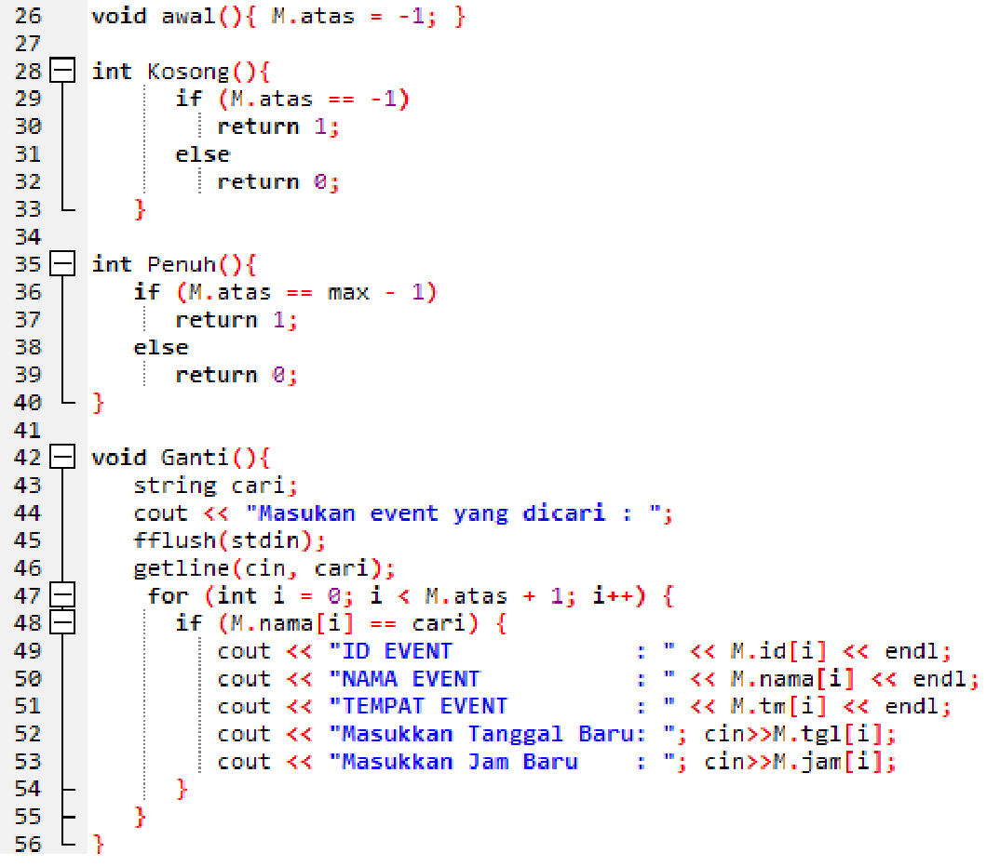 26 void awal(){ M.atas = -1; }
27
28 int Kosong(){
29 if (M.atas == -1)
30 return 1;
31 else
32 return 0;
33 }
34
35 int Penuh(){
36 if (M.atas == max - 1)
37 return 1;
38 else
39 return 0;
40 }
41
42 void Ganti(){
43 string cari;
44 cout << "Masukan event yang dicari : ";
45 fflush(stdin);
46 getline(cin, cari);
47 for (int i = 0; i < M.atas + 1; i++) {
48 if (M.nama[i] == cari) {
49 cout << "ID EVENT             : " << M.id[i] << endl;
50 cout << "NAMA EVENT           : " << M.nama[i] << endl;
51 cout << "TEMPAT EVENT         : " << M.tm[i] << endl;
52 cout << "Masukkan Tanggal Baru: "; cin>>M.tgl[i];
53 cout << "Masukkan Jam Baru    : "; cin>>M.jam[i];
54 }
55 }
56 }